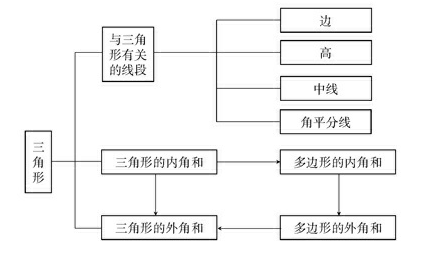 边
与三角
形有关
的线段
高
中线
角平分线
三
角
形
三角形的内角和
多边形的内角和
三角形的外角和
多边形的外角和